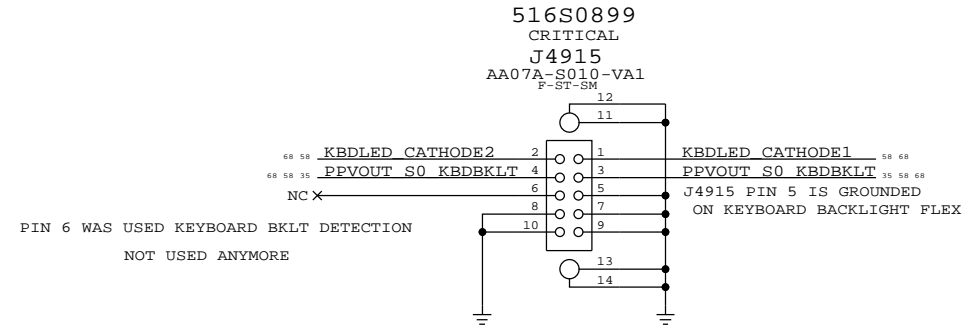 516S0899
CRITICAL
J4915
AA07A-S010-VA1
F-ST-SM
12
11
68 58 KBDLED_CATHODE2 2 1 KBDLED_CATHODE1 58 68
68 58 35 PPVOUT_S0_KBDBKLT 4 3 PPVOUT_S0_KBDBKLT 35 58 68
NC 6 5 J4915 PIN 5 IS GROUNDED
8 7 ON KEYBOARD BACKLIGHT FLEX
PIN 6 WAS USED KEYBOARD BKLT DETECTION 10 9
NOT USED ANYMORE
13
14